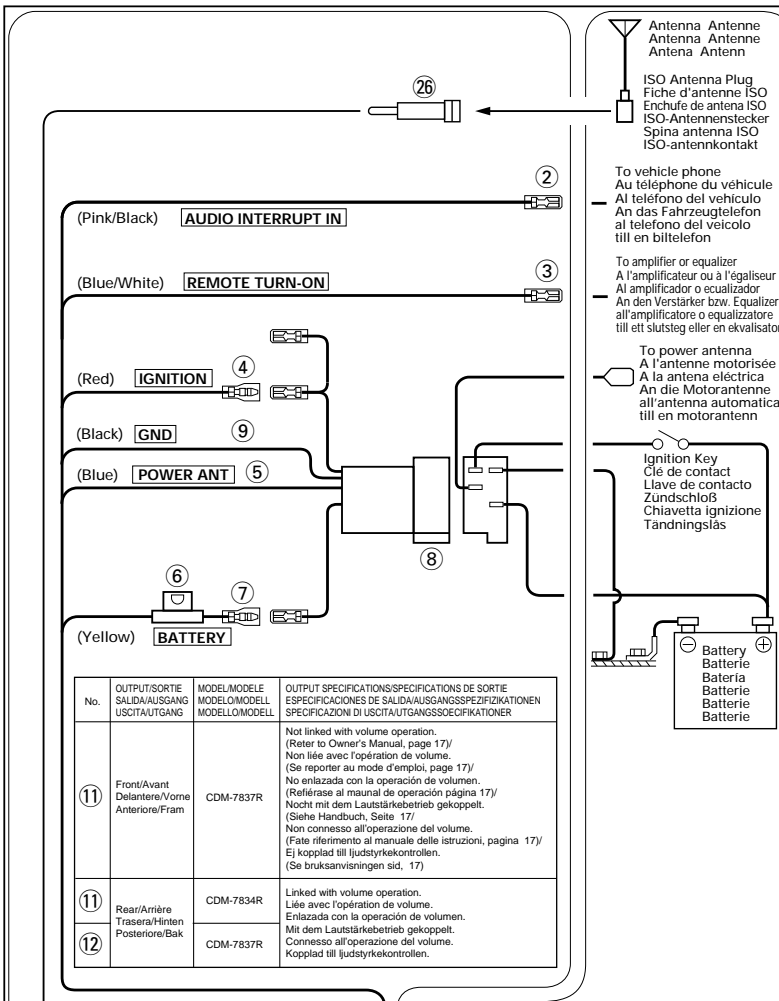 Antenna Antenne
Antenna Antenne
Antena Antenn
26
ISO Antenna Plug
Fiche d'antenne ISO
Enchufe de antena ISO
ISO-Antennenstecker
Spina antenna ISO
ISO-antennkontakt
2
(Pink/Black) AUDIO INTERRUPT IN
To vehicle phone
Au téléphone du véhicule
Al teléfono del vehículo
An das Fahrzeugtelefon
al telefono del veicolo
till en biltelefon
3
(Blue/White) REMOTE TURN-ON
To amplifier or equalizer
A l'amplificateur ou à l'égaliseur
Al amplificador o ecualizador
An den Verstärker bzw. Equalizer
all'amplificatore o equalizzatore
till ett slutsteg eller en ekvalisator
(Red) IGNITION 4
To power antenna
A l'antenne motorisée
A la antena eléctrica
An die Motorantenne
all'antenna automatica
till en motorantenn
(Black) GND 9
(Blue) POWER ANT 5
Ignition Key
Clé de contact
Llave de contacto
Zündschloß
Chiavetta ignizione
Tändningslås
8
6 7
(Yellow) BATTERY
⊖ ⊕
Battery
Batterie
Batería
Batterie
Batterie
Batterie
No.
OUTPUT/SORTIE
SALIDA/AUSGANG
USCITA/UTGANG
MODEL/MODELE
MODELO/MODELL
MODELLO/MODELL
OUTPUT SPECIFICATIONS/SPECIFICATIONS DE SORTIE
ESPECIFICACIONES DE SALIDA/AUSGANGSSPEZIFIZIKATIONEN
SPECIFICAZIONI DI USCITA/UTGANGSSOECIFIKATIONER
11
Front/Avant
Delantere/Vorne
Anteriore/Fram
CDM-7837R
Not linked with volume operation.
(Reter to Owner's Manual, page 17)/
Non liée avec l'opération de volume.
(Se reporter au mode d'emploi, page 17)/
No enlazada con la operación de volumen.
(Refiérase al maunal de operación página 17)/
Nocht mit dem Lautstärkebetrieb gekoppelt.
(Siehe Handbuch, Seite 17/
Non connesso all'operazione del volume.
(Fate riferimento al manuale delle istruzioni, pagina 17)/
Ej kopplad till ljudstyrkekontrollen.
(Se bruksanvisningen sid, 17)
11
Rear/Arrière
Trasera/Hinten
Posteriore/Bak
CDM-7834R
12
CDM-7837R
Linked with volume operation.
Liée avec l'opération de volume.
Enlazada con la operación de volumen.
Mit dem Lautstärkebetrieb gekoppelt.
Connesso all'operazione del volume.
Kopplad till ljudstyrkekontrollen.